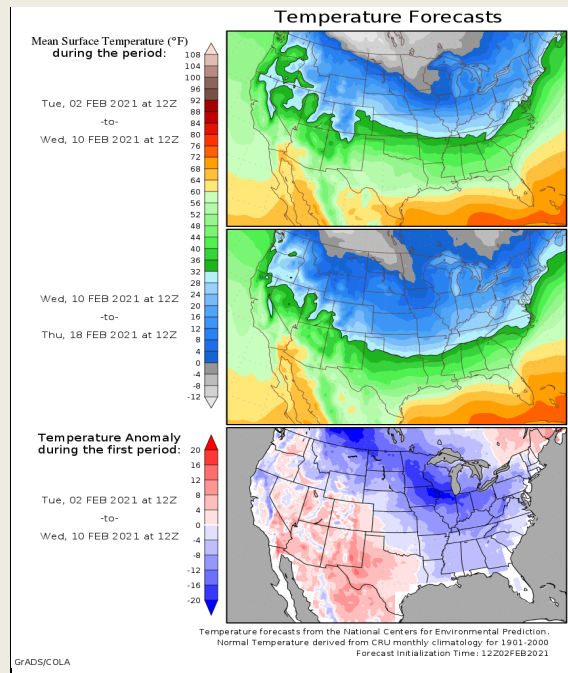 Temperature Forecasts
Mean Surface Temperature (°F)
during the period:
Tue, 02 FEB 2021 at 12Z
-to-
Wed, 10 FEB 2021 at 12Z
108
104
100
96
92
88
84
80
76
72
68
64
60
56
52
48
44
40
36
32
28
24
20
16
12
8
4
0
-4
-8
-12
Wed, 10 FEB 2021 at 12Z
-to-
Thu, 18 FEB 2021 at 12Z
Temperature Anomaly
during the first period:
Tue, 02 FEB 2021 at 12Z
-to-
Wed, 10 FEB 2021 at 12Z
20
16
12
8
4
0
-4
-8
-12
-16
-20
Temperature forecasts from the National Centers for Environmental Prediction.
Normal Temperature derived from CRU monthly climatology for 1901-2000
Forecast Initialization Time: 12Z02FEB2021
GrADS/COLA